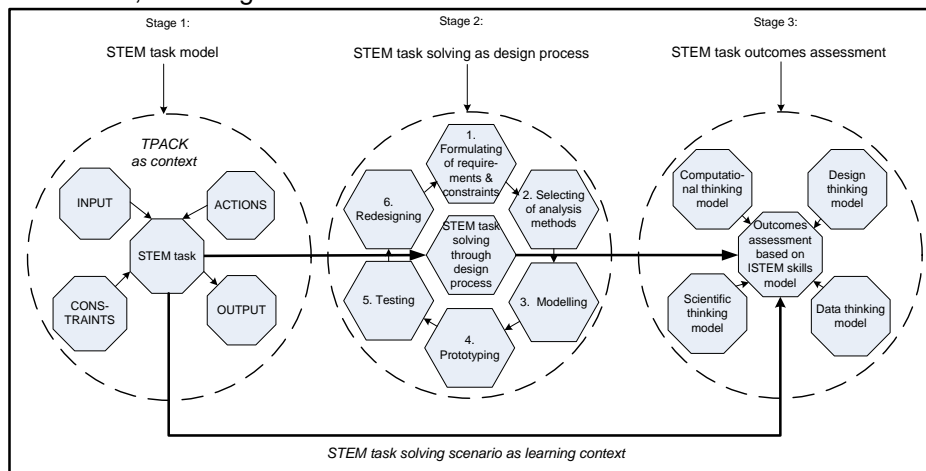 Stage 1:
STEM task model
Stage 2:
STEM task solving as design process
Stage 3:
STEM task outcomes assessment
TPACK
as context
INPUT
ACTIONS
STEM task
CONS-
TRAINTS
OUTPUT
1.
Formulating
of require-
ments &
constraints
2. Selecting
of analysis
methods
3. Modelling
4.
Prototyping
5. Testing
6.
Redesigning
STEM task
solving
through
design
process
Computatio-
nal thinking
model
Design
thinking
model
Outcomes
assessment
based on
ISTEM skills
model
Scientific
thinking
model
Data thinking
model
STEM task solving scenario as learning context